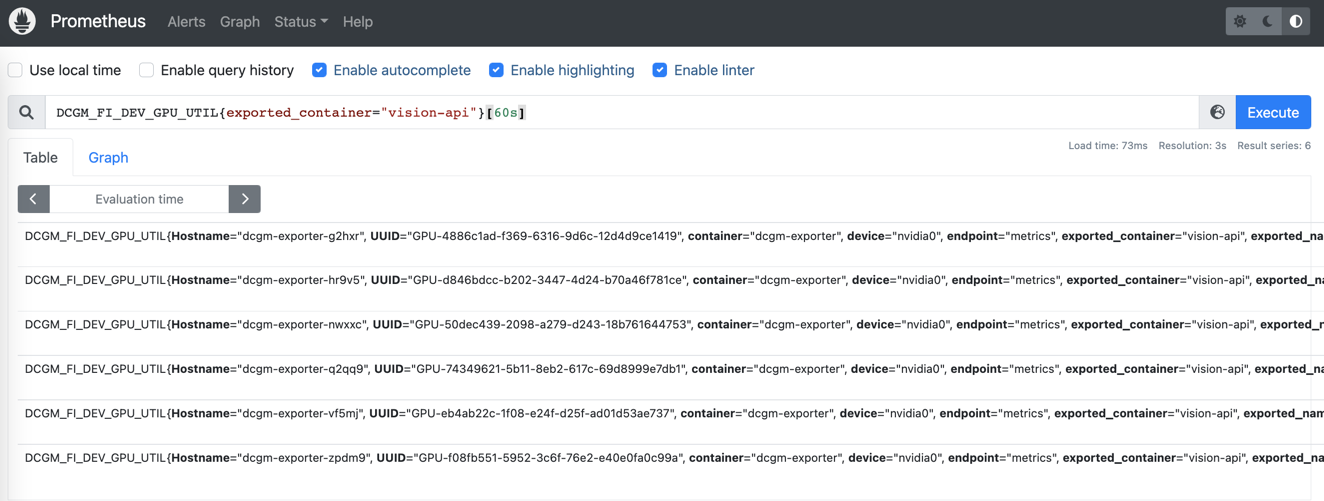 Prometheus Alerts Graph Status Help
Use local time Enable query history Enable autocomplete Enable highlighting Enable linter
DCGM_FI_DEV_GPU_UTIL{exported_container="vision-api"}[60s] Execute
Load time: 73ms Resolution: 3s Result series: 6
Table Graph
Evaluation time
DCGM_FI_DEV_GPU_UTIL{Hostname="dcgm-exporter-g2hxr", UUID="GPU-4886c1ad-f369-6316-9d6c-12d4d9ce1419", container="dcgm-exporter", device="nvidia0", endpoint="metrics", exported_container="vision-api", exported_na
DCGM_FI_DEV_GPU_UTIL{Hostname="dcgm-exporter-hr9v5", UUID="GPU-d846bdcc-b202-3447-4d24-b70a46f781ce", container="dcgm-exporter", device="nvidia0", endpoint="metrics", exported_container="vision-api", exported_na
DCGM_FI_DEV_GPU_UTIL{Hostname="dcgm-exporter-nwxxc", UUID="GPU-50dec439-2098-a279-d243-18b761644753", container="dcgm-exporter", device="nvidia0", endpoint="metrics", exported_container="vision-api", exported_n
DCGM_FI_DEV_GPU_UTIL{Hostname="dcgm-exporter-q2qq9", UUID="GPU-74349621-5b11-8eb2-617c-69d8999e7db1", container="dcgm-exporter", device="nvidia0", endpoint="metrics", exported_container="vision-api", exported_na
DCGM_FI_DEV_GPU_UTIL{Hostname="dcgm-exporter-vf5mj", UUID="GPU-eb4ab22c-1f08-e24f-d25f-ad01d53ae737", container="dcgm-exporter", device="nvidia0", endpoint="metrics", exported_container="vision-api", exported_nam
DCGM_FI_DEV_GPU_UTIL{Hostname="dcgm-exporter-zpdm9", UUID="GPU-f08fb551-5952-3c6f-76e2-e40e0fa0c99a", container="dcgm-exporter", device="nvidia0", endpoint="metrics", exported_container="vision-api", exported_na